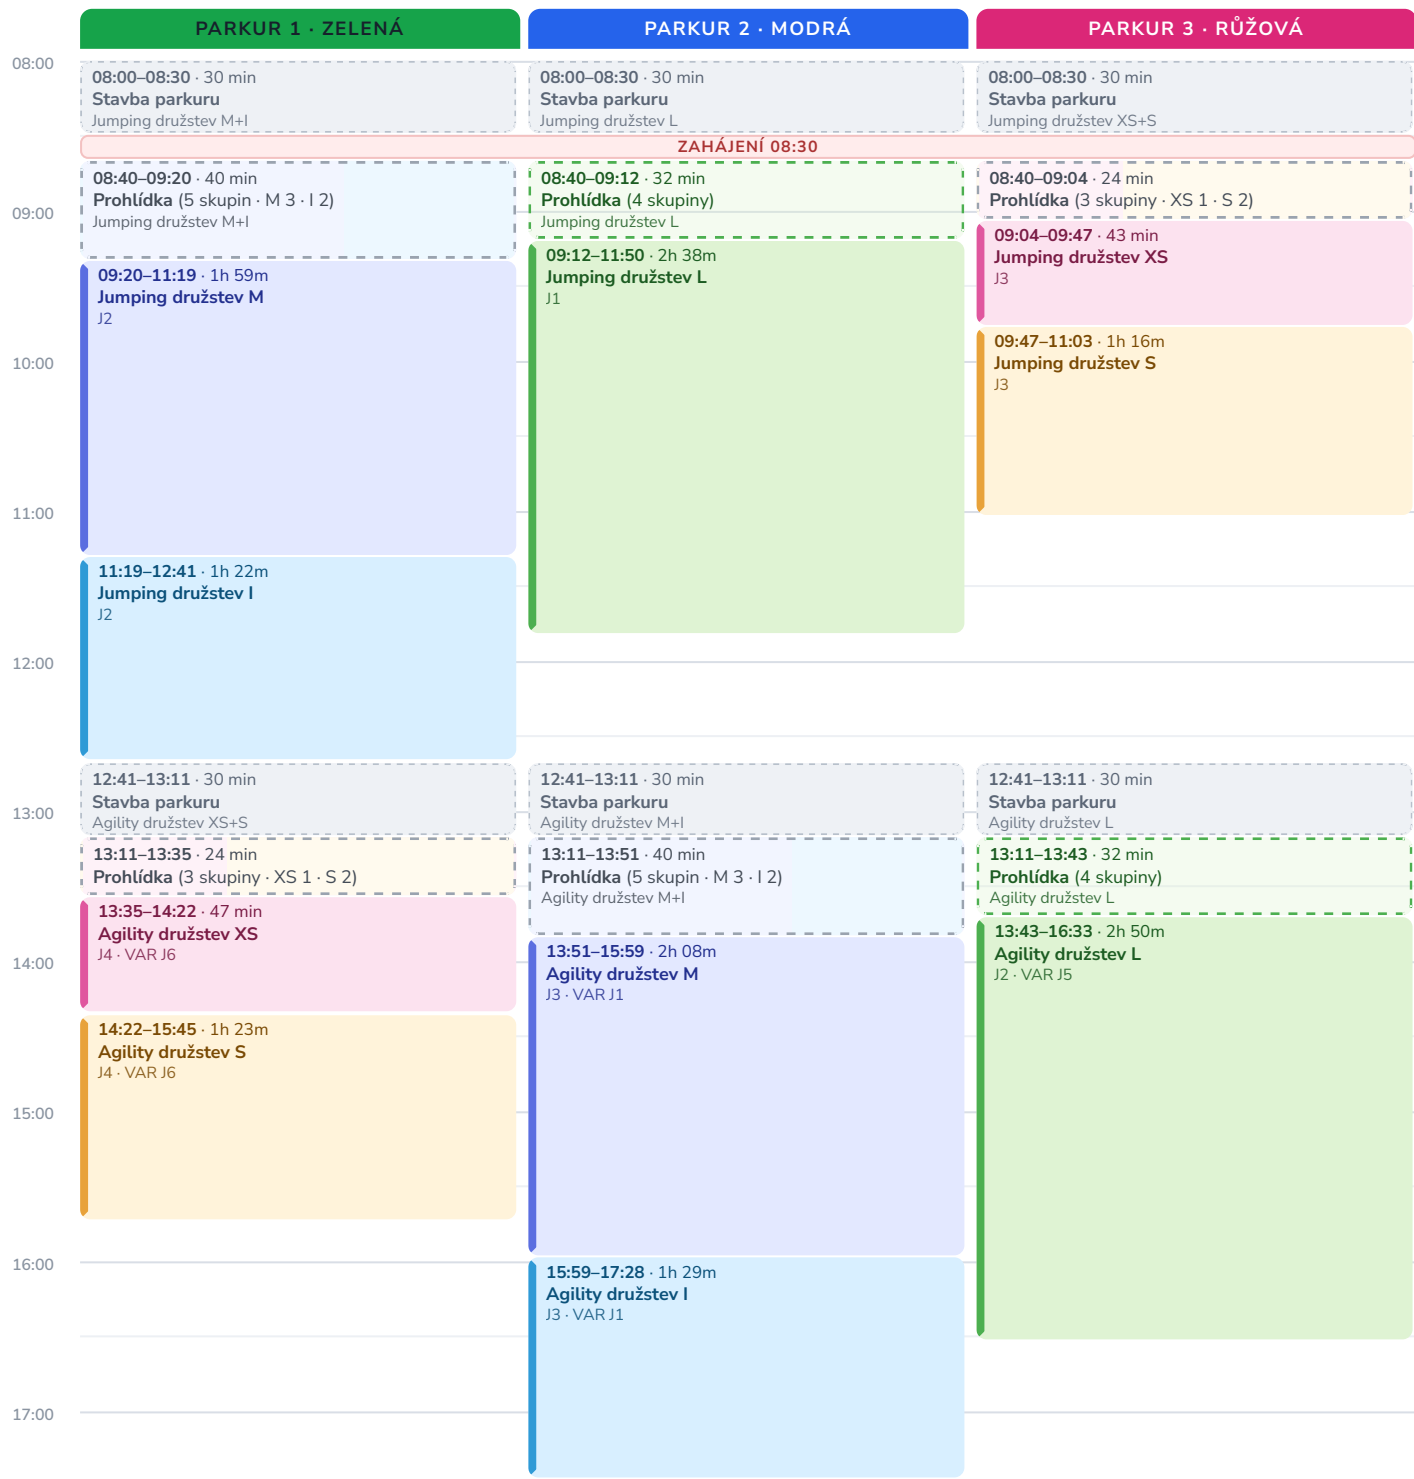 PARKUR 1 · ZELENÁ
PARKUR 2 · MODRÁ
PARKUR 3 · RŮŽOVÁ
08:00
08:00–08:30 · 30 min
Stavba parkuru
Jumping družstev M+I
08:00–08:30 · 30 min
Stavba parkuru
Jumping družstev L
08:00–08:30 · 30 min
Stavba parkuru
Jumping družstev XS+S
ZAHÁJENÍ 08:30
08:40–09:20 · 40 min
Prohlídka (5 skupin · M 3 · I 2)
Jumping družstev M+I
08:40–09:12 · 32 min
Prohlídka (4 skupiny)
Jumping družstev L
08:40–09:04 · 24 min
Prohlídka (3 skupiny · XS 1 · S 2)
09:00
09:20–11:19 · 1h 59m
Jumping družstev M
J2
09:12–11:50 · 2h 38m
Jumping družstev L
J1
09:04–09:47 · 43 min
Jumping družstev XS
J3
09:47–11:03 · 1h 16m
Jumping družstev S
J3
10:00
11:00
11:19–12:41 · 1h 22m
Jumping družstev I
J2
12:00
12:41–13:11 · 30 min
Stavba parkuru
Agility družstev XS+S
12:41–13:11 · 30 min
Stavba parkuru
Agility družstev M+I
12:41–13:11 · 30 min
Stavba parkuru
Agility družstev L
13:00
13:11–13:35 · 24 min
Prohlídka (3 skupiny · XS 1 · S 2)
13:11–13:51 · 40 min
Prohlídka (5 skupin · M 3 · I 2)
Agility družstev M+I
13:11–13:43 · 32 min
Prohlídka (4 skupiny)
Agility družstev L
13:35–14:22 · 47 min
Agility družstev XS
J4 · VAR J6
13:51–15:59 · 2h 08m
Agility družstev M
J3 · VAR J1
13:43–16:33 · 2h 50m
Agility družstev L
J2 · VAR J5
14:00
14:22–15:45 · 1h 23m
Agility družstev S
J4 · VAR J6
15:00
16:00
15:59–17:28 · 1h 29m
Agility družstev I
J3 · VAR J1
17:00